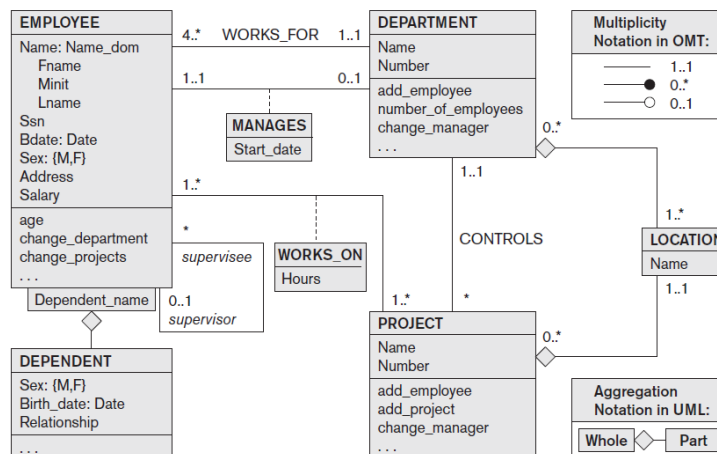 EMPLOYEE
Name: Name_dom
Fname
Minit
Lname
Ssn
Bdate: Date
Sex: {M,F}
Address
Salary
age
change_department
change_projects
. . .
Dependent_name
DEPENDENT
Sex: {M,F}
Birth_date: Date
Relationship
. . .
4..* WORKS_FOR 1..1
1..1 0..1
MANAGES
Start_date
1..*
*
supervisee
0..1
supervisor
WORKS_ON
Hours
1..*
DEPARTMENT
Name
Number
add_employee
number_of_employees
change_manager
. . .
0..*
1..1
CONTROLS
*
PROJECT
Name
Number
add_employee
add_project
change_manager
. . .
0..*
1..*
LOCATION
Name
1..1
Multiplicity
Notation in OMT:
1..1
0..*
0..1
Aggregation
Notation in UML:
Whole Part